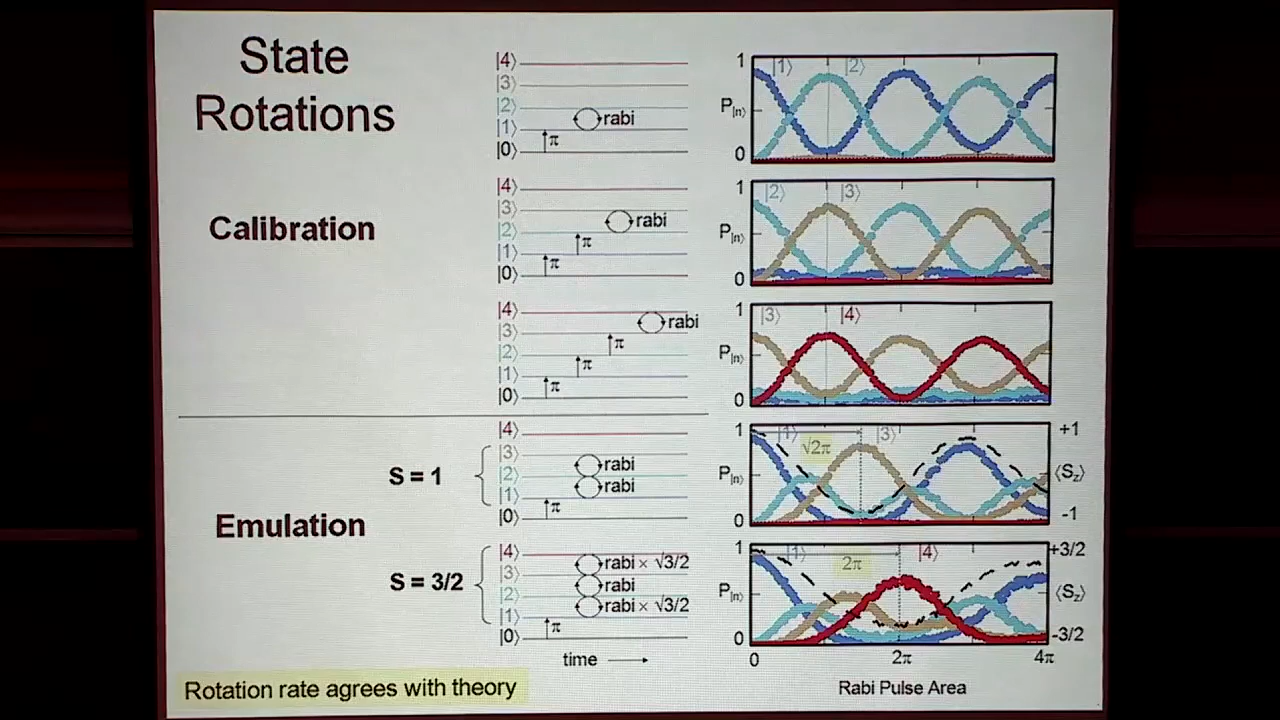 State
Rotations
Calibration
|4⟩
|3⟩
|2⟩
|1⟩
|0⟩
π
rabi
|4⟩
|3⟩
|2⟩
|1⟩
|0⟩
π
π
rabi
|4⟩
|3⟩
|2⟩
|1⟩
|0⟩
π
π
π
rabi
1
P|n⟩
0
|1⟩ |2⟩
1
P|n⟩
0
|2⟩ |3⟩
1
P|n⟩
0
|3⟩ |4⟩
Emulation
S = 1
|4⟩
|3⟩
|2⟩
|1⟩
|0⟩
π
rabi
rabi
1
P|n⟩
0
|1⟩ |3⟩
√2π
+1
⟨Sz⟩
-1
S = 3/2
|4⟩
|3⟩
|2⟩
|1⟩
|0⟩
π
rabi × √3/2
rabi
rabi × √3/2
time
1
P|n⟩
0
|1⟩ |4⟩
2π
+3/2
⟨Sz⟩
-3/2
0 2π 4π
Rabi Pulse Area
Rotation rate agrees with theory